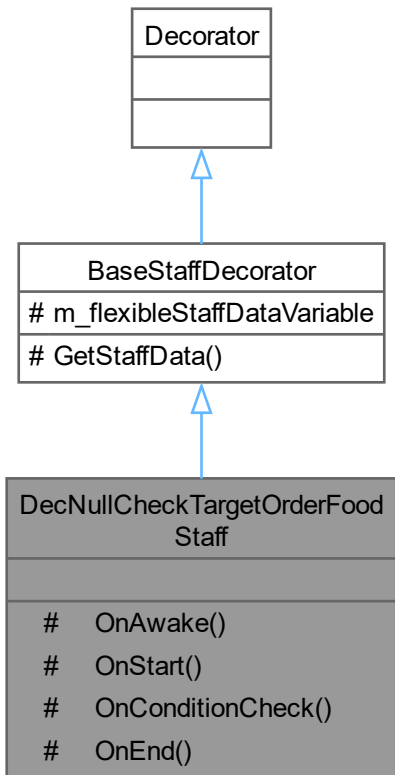 Decorator
BaseStaffDecorator
# m_flexibleStaffDataVariable
# GetStaffData()
DecNullCheckTargetOrderFood
Staff
# OnAwake()
# OnStart()
# OnConditionCheck()
# OnEnd()